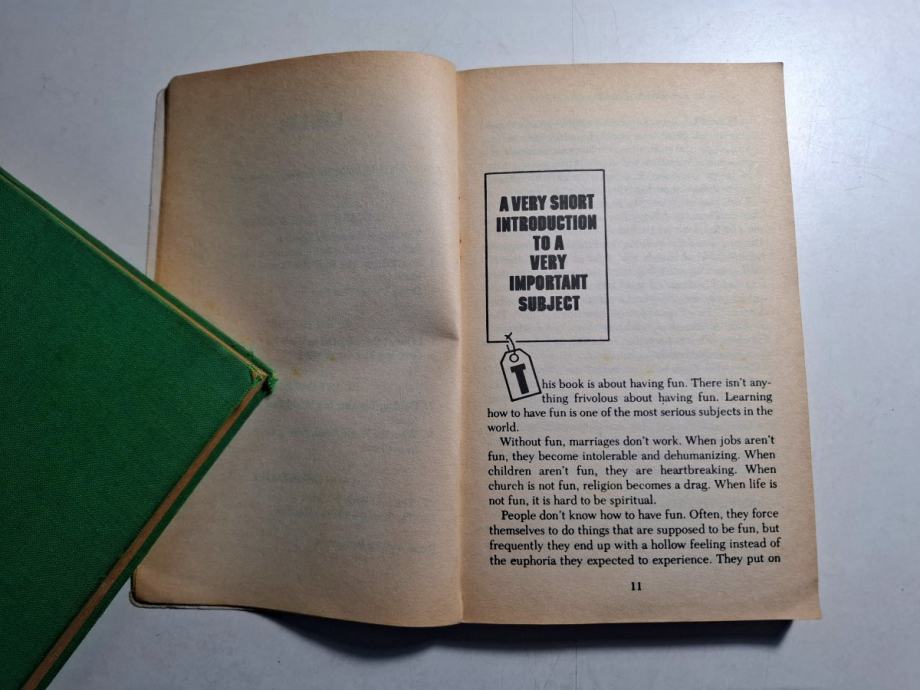 A VERY SHORT
INTRODUCTION
TO A
VERY
IMPORTANT
SUBJECT
This book is about having fun. There isn't any-
thing frivolous about having fun. Learning
how to have fun is one of the most serious subjects in the
world.
Without fun, marriages don't work. When jobs aren't
fun, they become intolerable and dehumanizing. When
children aren't fun, they are heartbreaking. When
church is not fun, religion becomes a drag. When life is
not fun, it is hard to be spiritual.
People don't know how to have fun. Often, they force
themselves to do things that are supposed to be fun, but
frequently they end up with a hollow feeling instead of
the euphoria they expected to experience. They put on
11